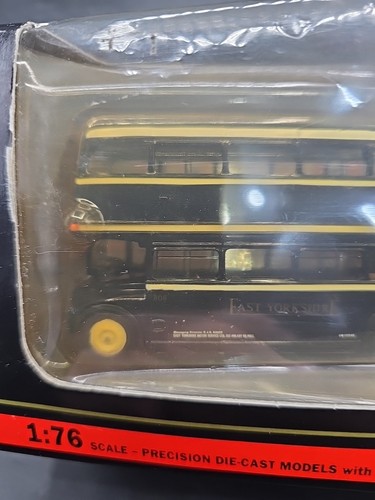 EAST YORKSHIRE
1:76 SCALE – PRECISION DIE-CAST MODELS with